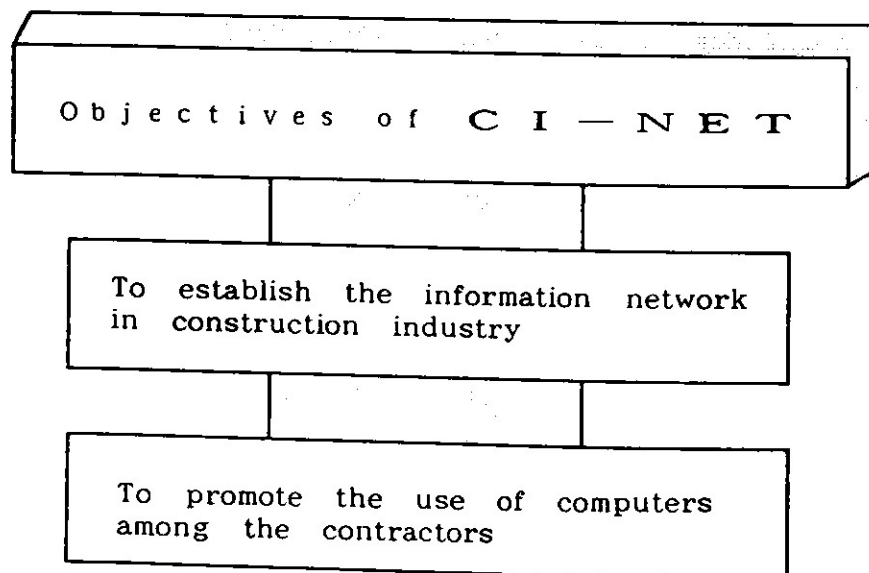 Objectives of CI-NET
To establish the information network
in construction industry
To promote the use of computers
among the contractors